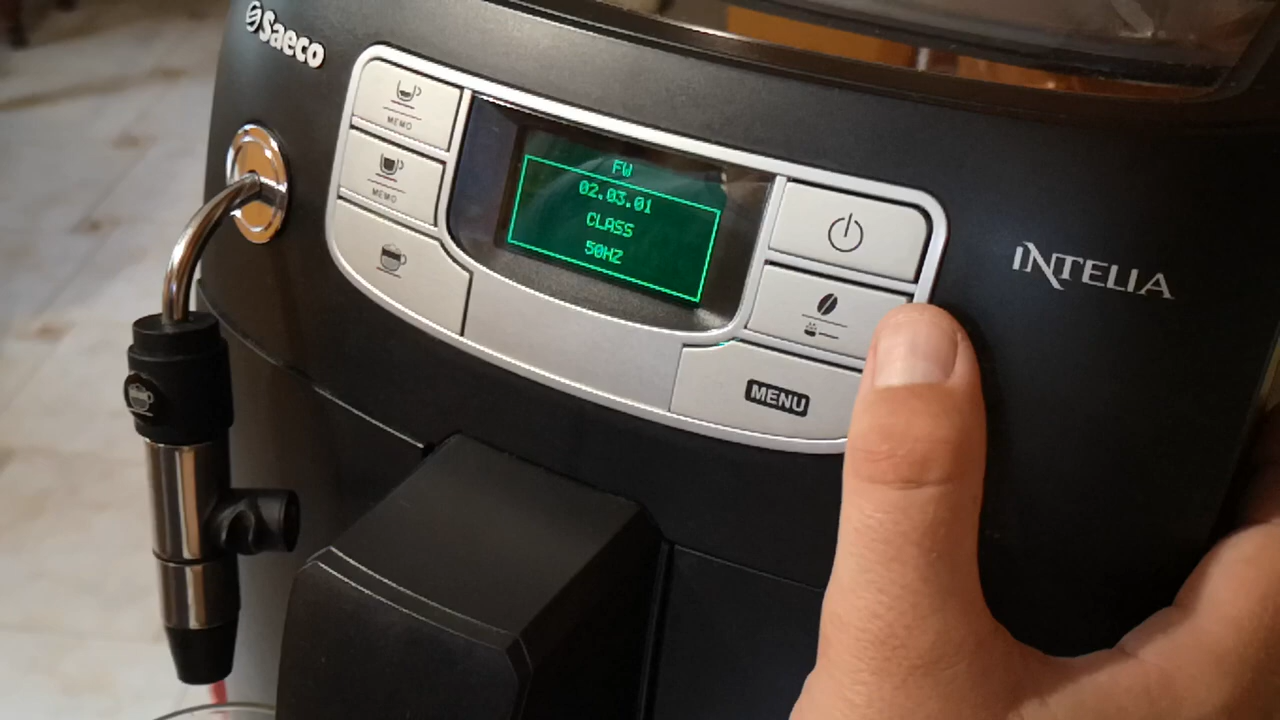 Saeco
MEMO
MEMO
FW
02.03.01
CLASS
50HZ
MENU
INTELIA